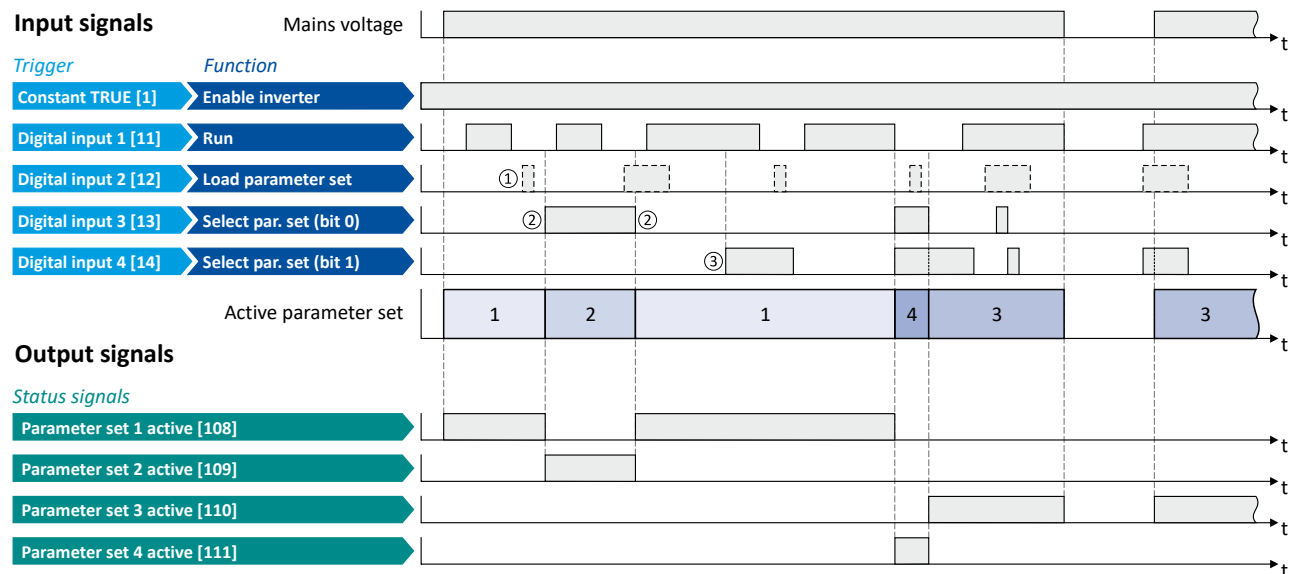 Input signals
Mains voltage
t
Trigger Function
Constant TRUE [1] Enable inverter
t
Digital input 1 [11] Run
t
Digital input 2 [12] Load parameter set ①
t
Digital input 3 [13] Select par. set (bit 0) ② ②
t
Digital input 4 [14] Select par. set (bit 1) ③
t
Active parameter set 1 2 1 4 3 3
t
Output signals
Status signals
Parameter set 1 active [108]
t
Parameter set 2 active [109]
t
Parameter set 3 active [110]
t
Parameter set 4 active [111]
t